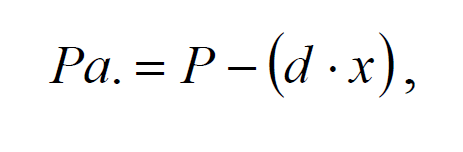 Pa. = P − (d · x),